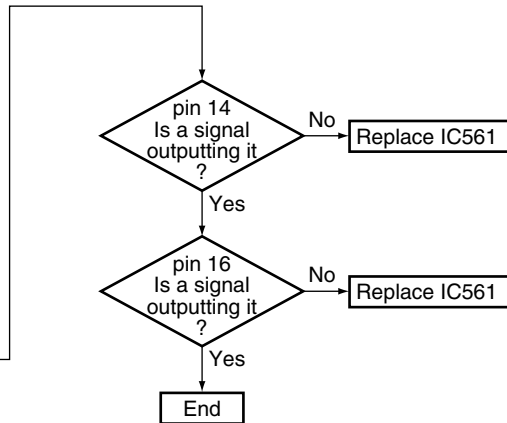 pin 14
Is a signal
outputting it
?
No
Replace IC561
Yes
pin 16
Is a signal
outputting it
?
No
Replace IC561
Yes
End